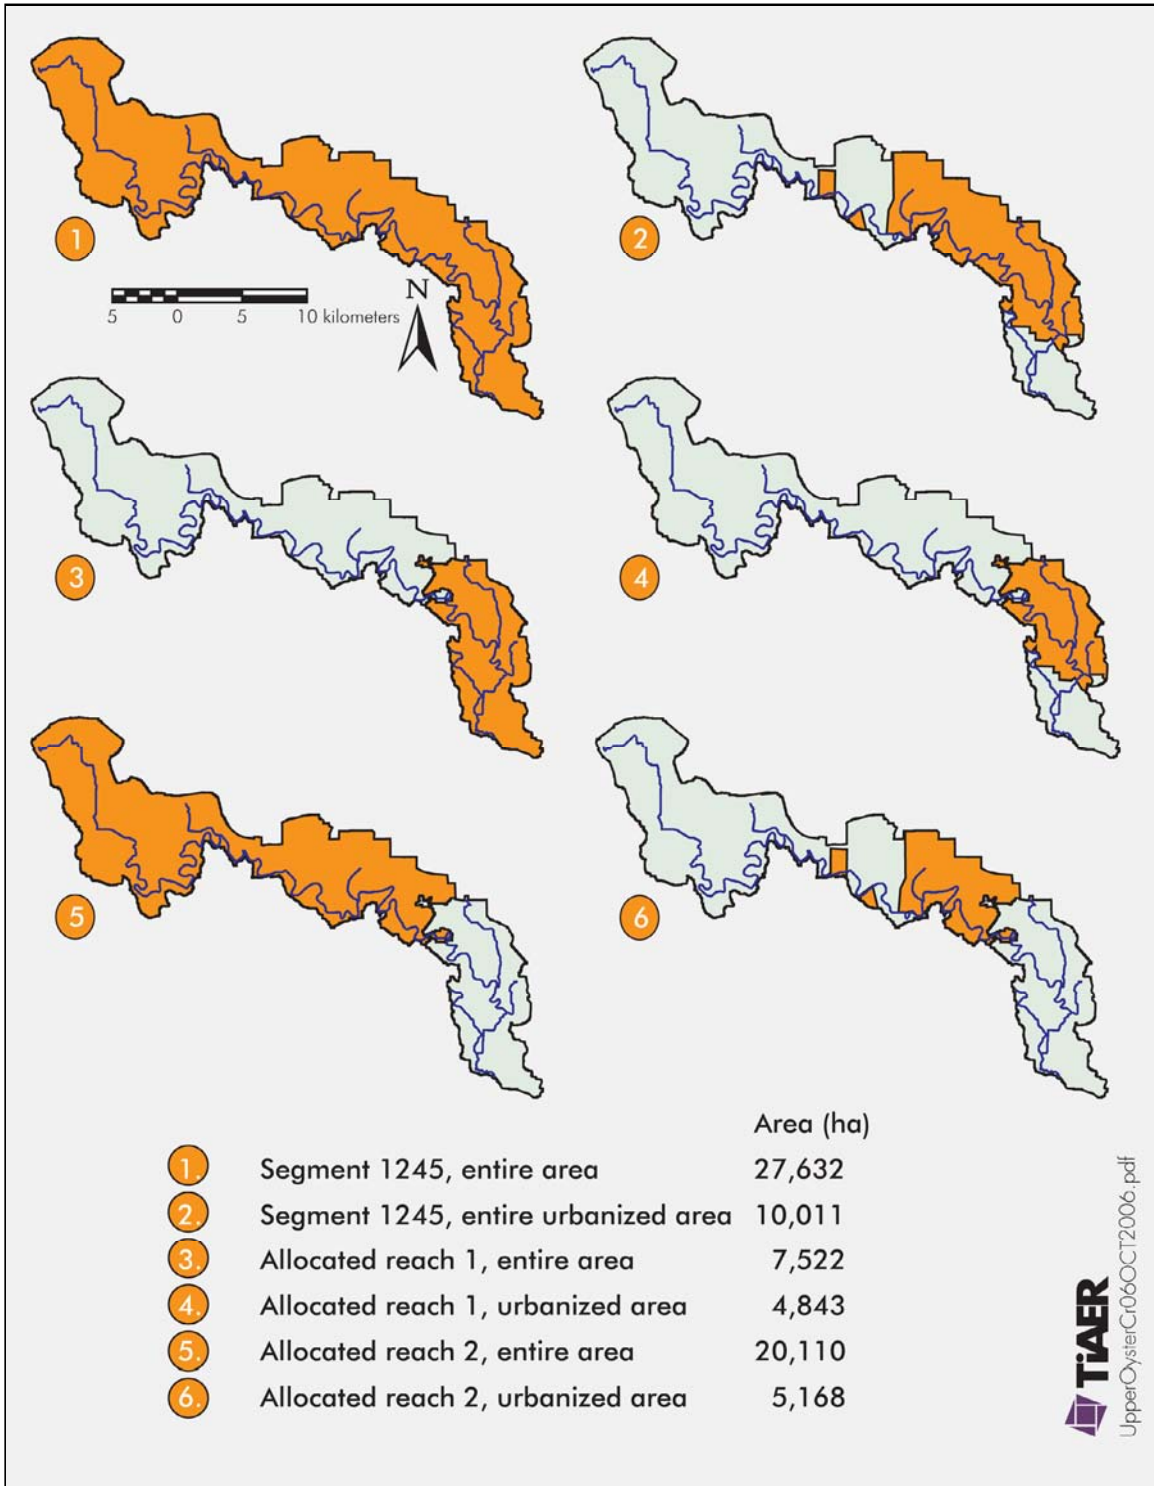 1
2
N
5 0 5 10 kilometers
3
4
5
6
Area (ha)
1. Segment 1245, entire area 27,632
2. Segment 1245, entire urbanized area 10,011
3. Allocated reach 1, entire area 7,522
4. Allocated reach 1, urbanized area 4,843
5. Allocated reach 2, entire area 20,110
6. Allocated reach 2, urbanized area 5,168
TiAER
UpperOysterCr06OCT2006.pdf